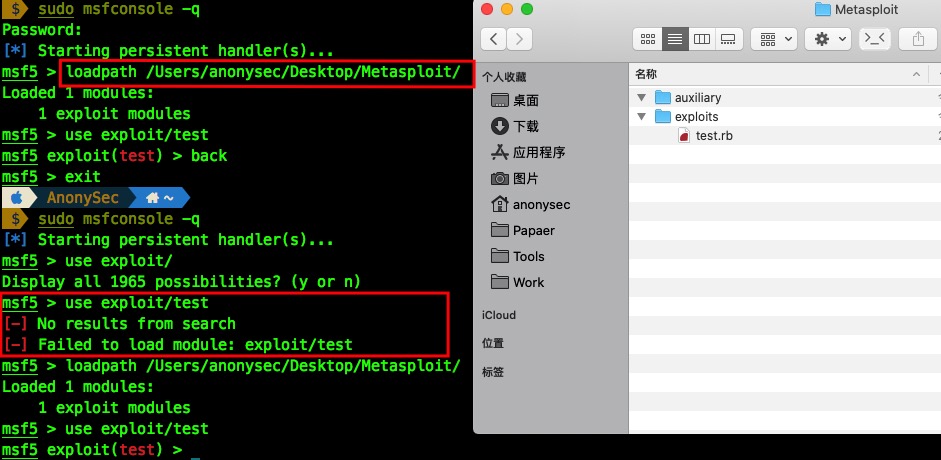 $ sudo msfconsole -q
Password:
[*] Starting persistent handler(s)...
msf5 > loadpath /Users/anonysec/Desktop/Metasploit/
Loaded 1 modules:
    1 exploit modules
msf5 > use exploit/test
msf5 exploit(test) > back
msf5 > exit
AnonySec ~
$ sudo msfconsole -q
[*] Starting persistent handler(s)...
msf5 > use exploit/
Display all 1965 possibilities? (y or n)
msf5 > use exploit/test
[-] No results from search
[-] Failed to load module: exploit/test
msf5 > loadpath /Users/anonysec/Desktop/Metasploit/
Loaded 1 modules:
    1 exploit modules
msf5 > use exploit/test
msf5 exploit(test) >
Metasploit
个人收藏
桌面
下载
应用程序
图片
anonysec
Papaer
Tools
Work
iCloud
位置
标签
名称
auxiliary
exploits
test.rb